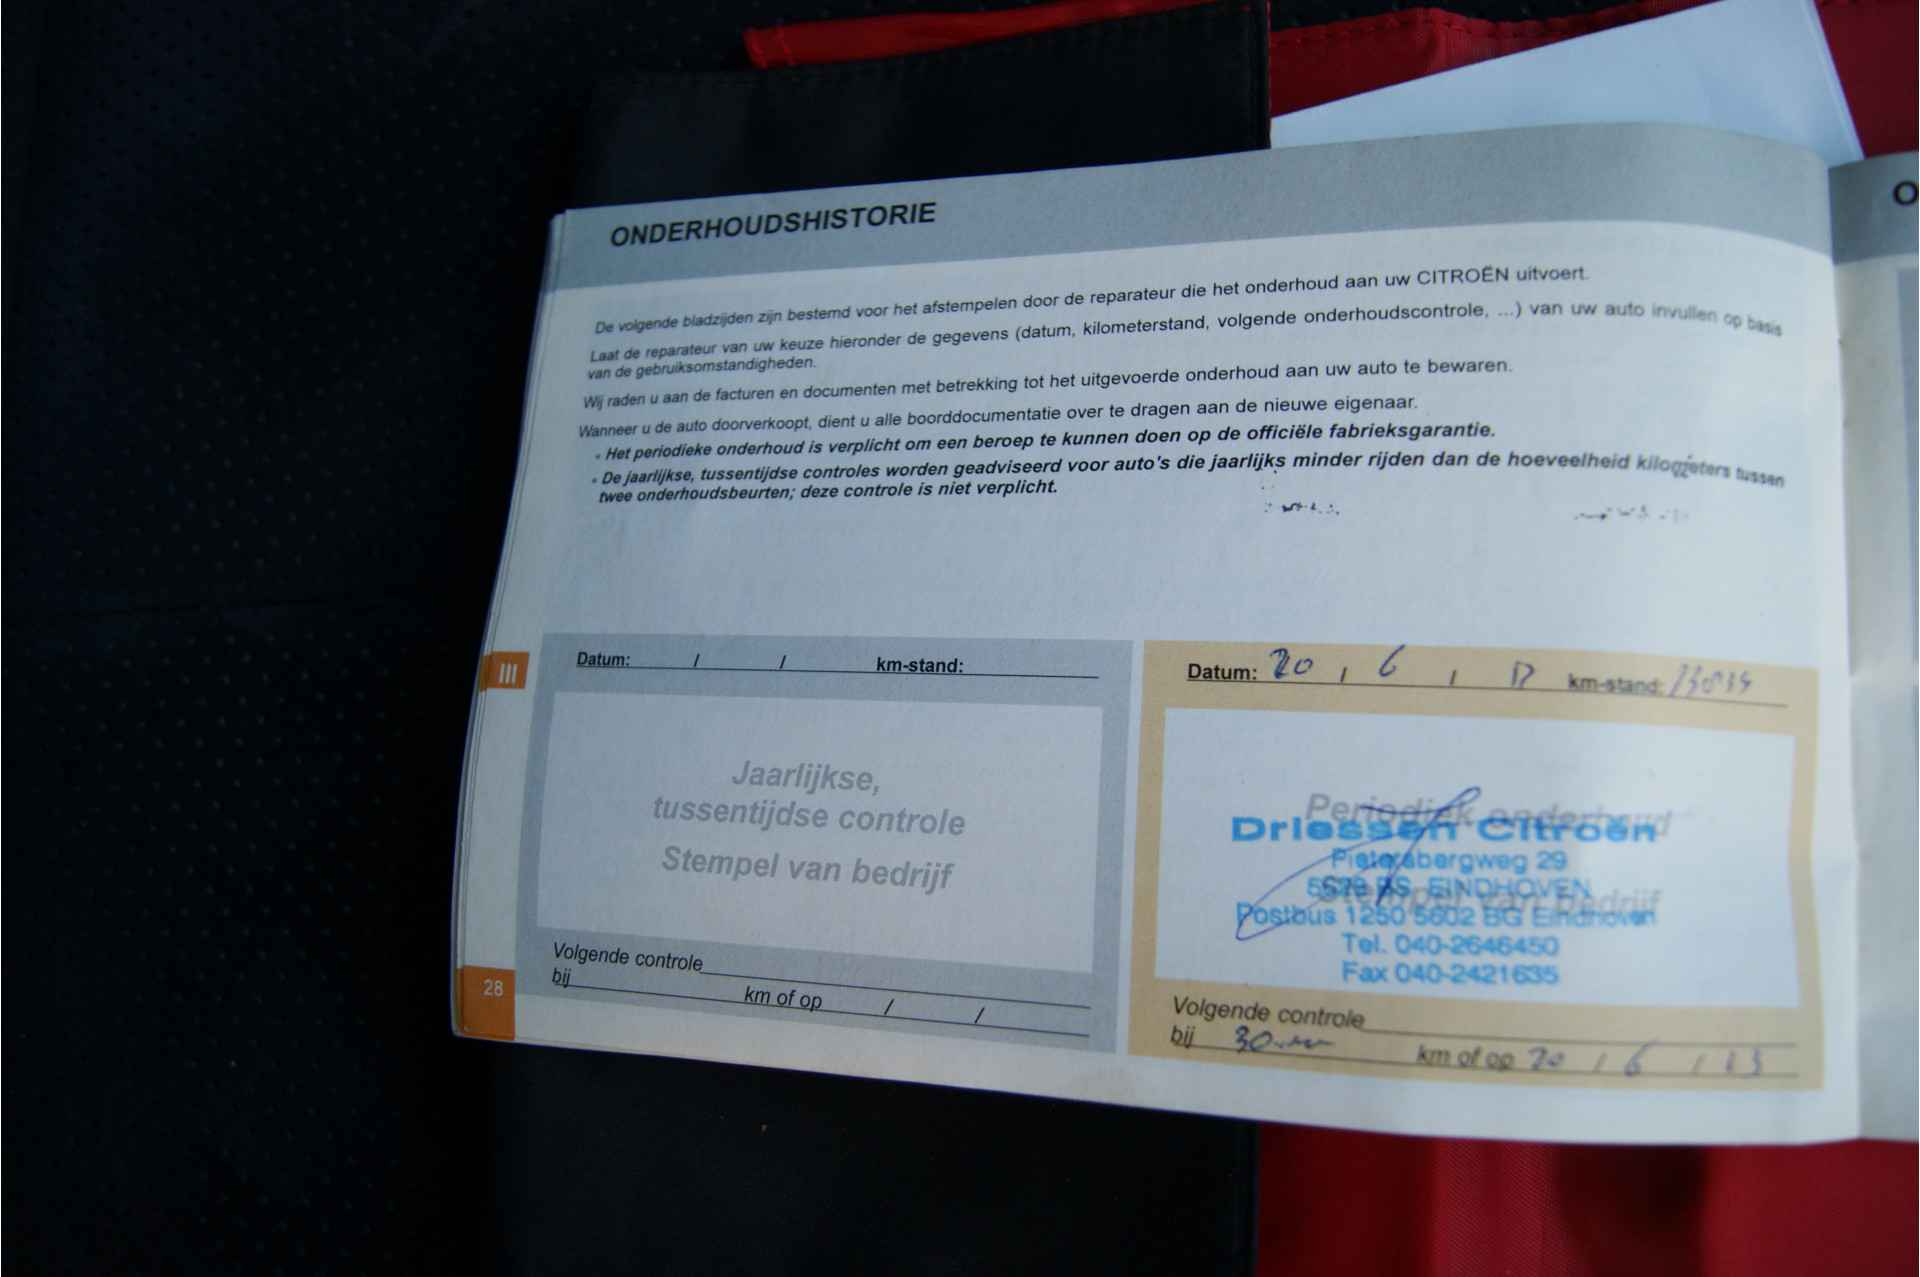 ONDERHOUDSHISTORIE
O
De volgende bladzijden zijn bestemd voor het afstempelen door de reparateur die het onderhoud aan uw CITROËN uitvoert.
Laat de reparateur van uw keuze hieronder de gegevens (datum, kilometerstand, volgende onderhoudscontrole, ...) van uw auto invullen op basis
van de gebruiksomstandigheden.
Wij raden u aan de facturen en documenten met betrekking tot het uitgevoerde onderhoud aan uw auto te bewaren.
Wanneer u de auto doorverkoopt, dient u alle boorddocumentatie over te dragen aan de nieuwe eigenaar.
• Het periodieke onderhoud is verplicht om een beroep te kunnen doen op de officiële fabrieksgarantie.
• De jaarlijkse, tussentijdse controles worden geadviseerd voor auto's die jaarlijks minder rijden dan de hoeveelheid kilometers tussen
twee onderhoudsbeurten; deze controle is niet verplicht.
III
Datum: / / km-stand:
Jaarlijkse,
tussentijdse controle
Stempel van bedrijf
Volgende controle
bij km of op / /
28
Datum: 20 / 6 / km-stand:
Periodiek onderhoud
Stempel van bedrijf
Driessen Citroën
Pietersbergweg 29
BS EINDHOVEN
Postbus 1250 5602 BG Eindhoven
Tel. 040-2646450
Fax 040-2421635
Volgende controle
bij km of op 20 / 6 / 13